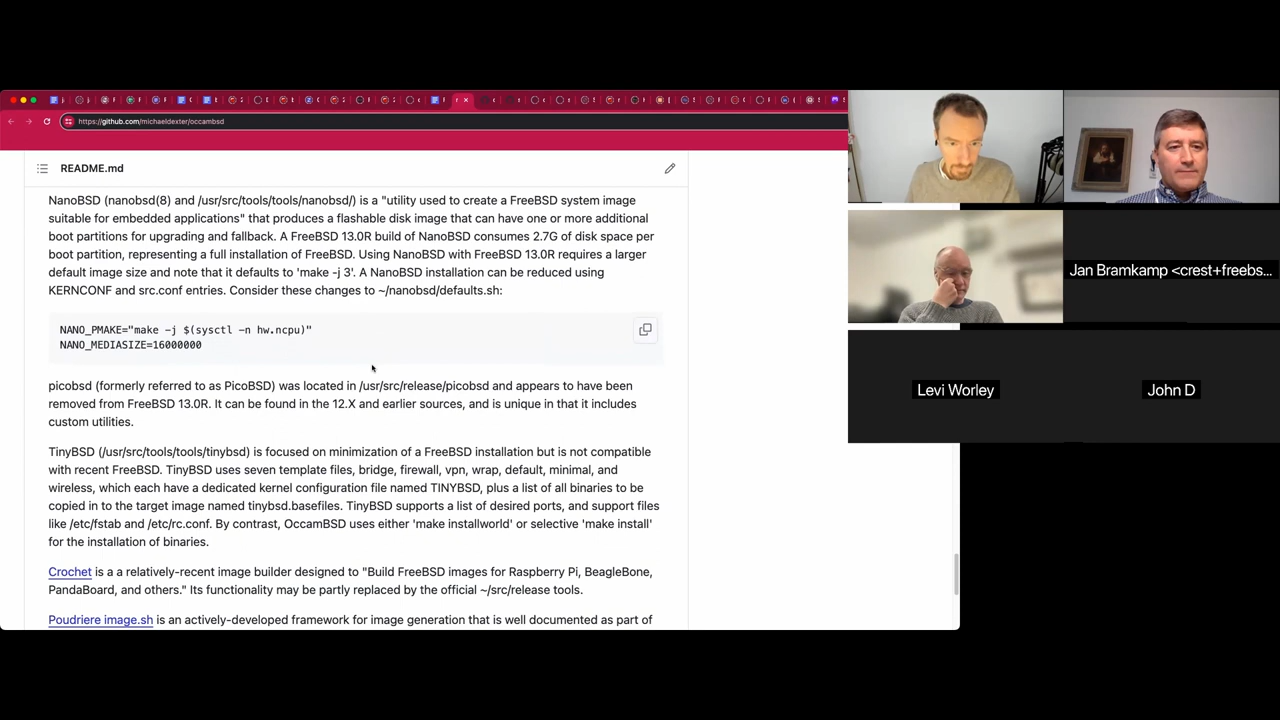 https://github.com/michaeldexter/occambsd
README.md
NanoBSD (nanobsd(8) and /usr/src/tools/tools/nanobsd/) is a "utility used to create a FreeBSD system image
suitable for embedded applications" that produces a flashable disk image that can have one or more additional
boot partitions for upgrading and fallback. A FreeBSD 13.0R build of NanoBSD consumes 2.7G of disk space per
boot partition, representing a full installation of FreeBSD. Using NanoBSD with FreeBSD 13.0R requires a larger
default image size and note that it defaults to 'make -j 3'. A NanoBSD installation can be reduced using
KERNCONF and src.conf entries. Consider these changes to ~/nanobsd/defaults.sh:
NANO_PMAKE="make -j $(sysctl -n hw.ncpu)"
NANO_MEDIASIZE=16000000
picobsd (formerly referred to as PicoBSD) was located in /usr/src/release/picobsd and appears to have been
removed from FreeBSD 13.0R. It can be found in the 12.X and earlier sources, and is unique in that it includes
custom utilities.
TinyBSD (/usr/src/tools/tools/tinybsd) is focused on minimization of a FreeBSD installation but is not compatible
with recent FreeBSD. TinyBSD uses seven template files, bridge, firewall, vpn, wrap, default, minimal, and
wireless, which each have a dedicated kernel configuration file named TINYBSD, plus a list of all binaries to be
copied in to the target image named tinybsd.basefiles. TinyBSD supports a list of desired ports, and support files
like /etc/fstab and /etc/rc.conf. By contrast, OccamBSD uses either 'make installworld' or selective 'make install'
for the installation of binaries.
Crochet is a a relatively-recent image builder designed to "Build FreeBSD images for Raspberry Pi, BeagleBone,
PandaBoard, and others." Its functionality may be partly replaced by the official ~/src/release tools.
Poudriere image.sh is an actively-developed framework for image generation that is well documented as part of
Jan Bramkamp <crest+freebs...
Levi Worley
John D